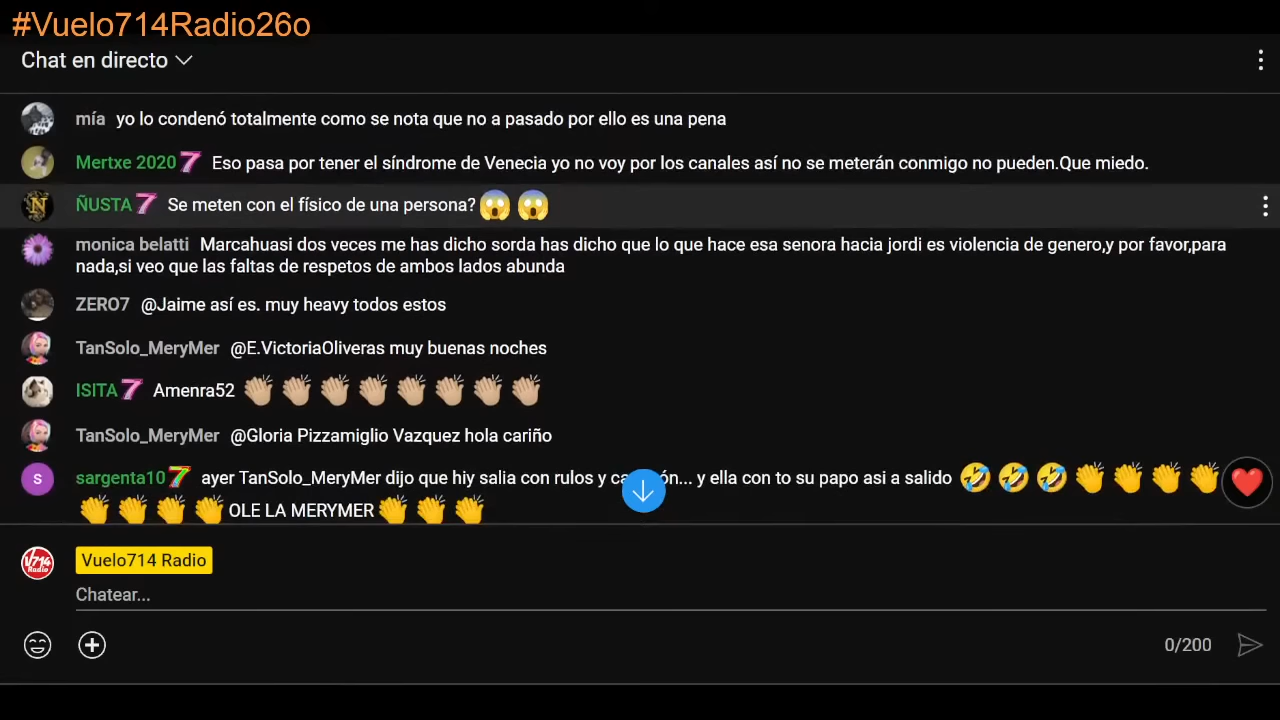 #Vuelo714Radio26o
Chat en directo
mía yo lo condenó totalmente como se nota que no a pasado por ello es una pena
Mertxe 2020 7 Eso pasa por tener el síndrome de Venecia yo no voy por los canales así no se meterán conmigo no pueden.Que miedo.
N ÑUSTA 7 Se meten con el físico de una persona?😱😱
monica belatti Marcahuasi dos veces me has dicho sorda has dicho que lo que hace esa senora hacia jordi es violencia de genero,y por favor,para
nada,si veo que las faltas de respetos de ambos lados abunda
ZERO7 @Jaime así es. muy heavy todos estos
TanSolo_MeryMer @E.VictoriaOliveras muy buenas noches
ISITA 7 Amenra52 👏🏼👏🏼👏🏼👏🏼👏🏼👏🏼👏🏼👏🏼
TanSolo_MeryMer @Gloria Pizzamiglio Vazquez hola cariño
S sargenta10 7 ayer TanSolo_MeryMer dijo que hiy salia con rulos y ... y ella con to su papo asi a salido 🤣🤣🤣👏👏👏👏
👏👏👏👏OLE LA MERYMER👏👏👏
V714 Radio Vuelo714 Radio
Chatear...
0/200